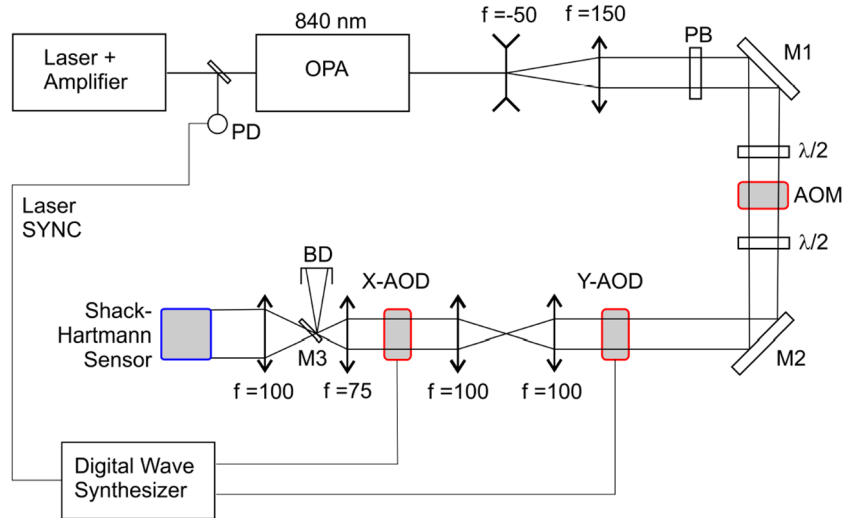 840 nm
f =-50
f =150
Laser +
Amplifier
OPA
PB
M1
PD
λ/2
AOM
λ/2
Laser
SYNC
BD
X-AOD
Y-AOD
Shack-
Hartmann
Sensor
M3
M2
f =100
f =75
f =100
f =100
Digital Wave
Synthesizer